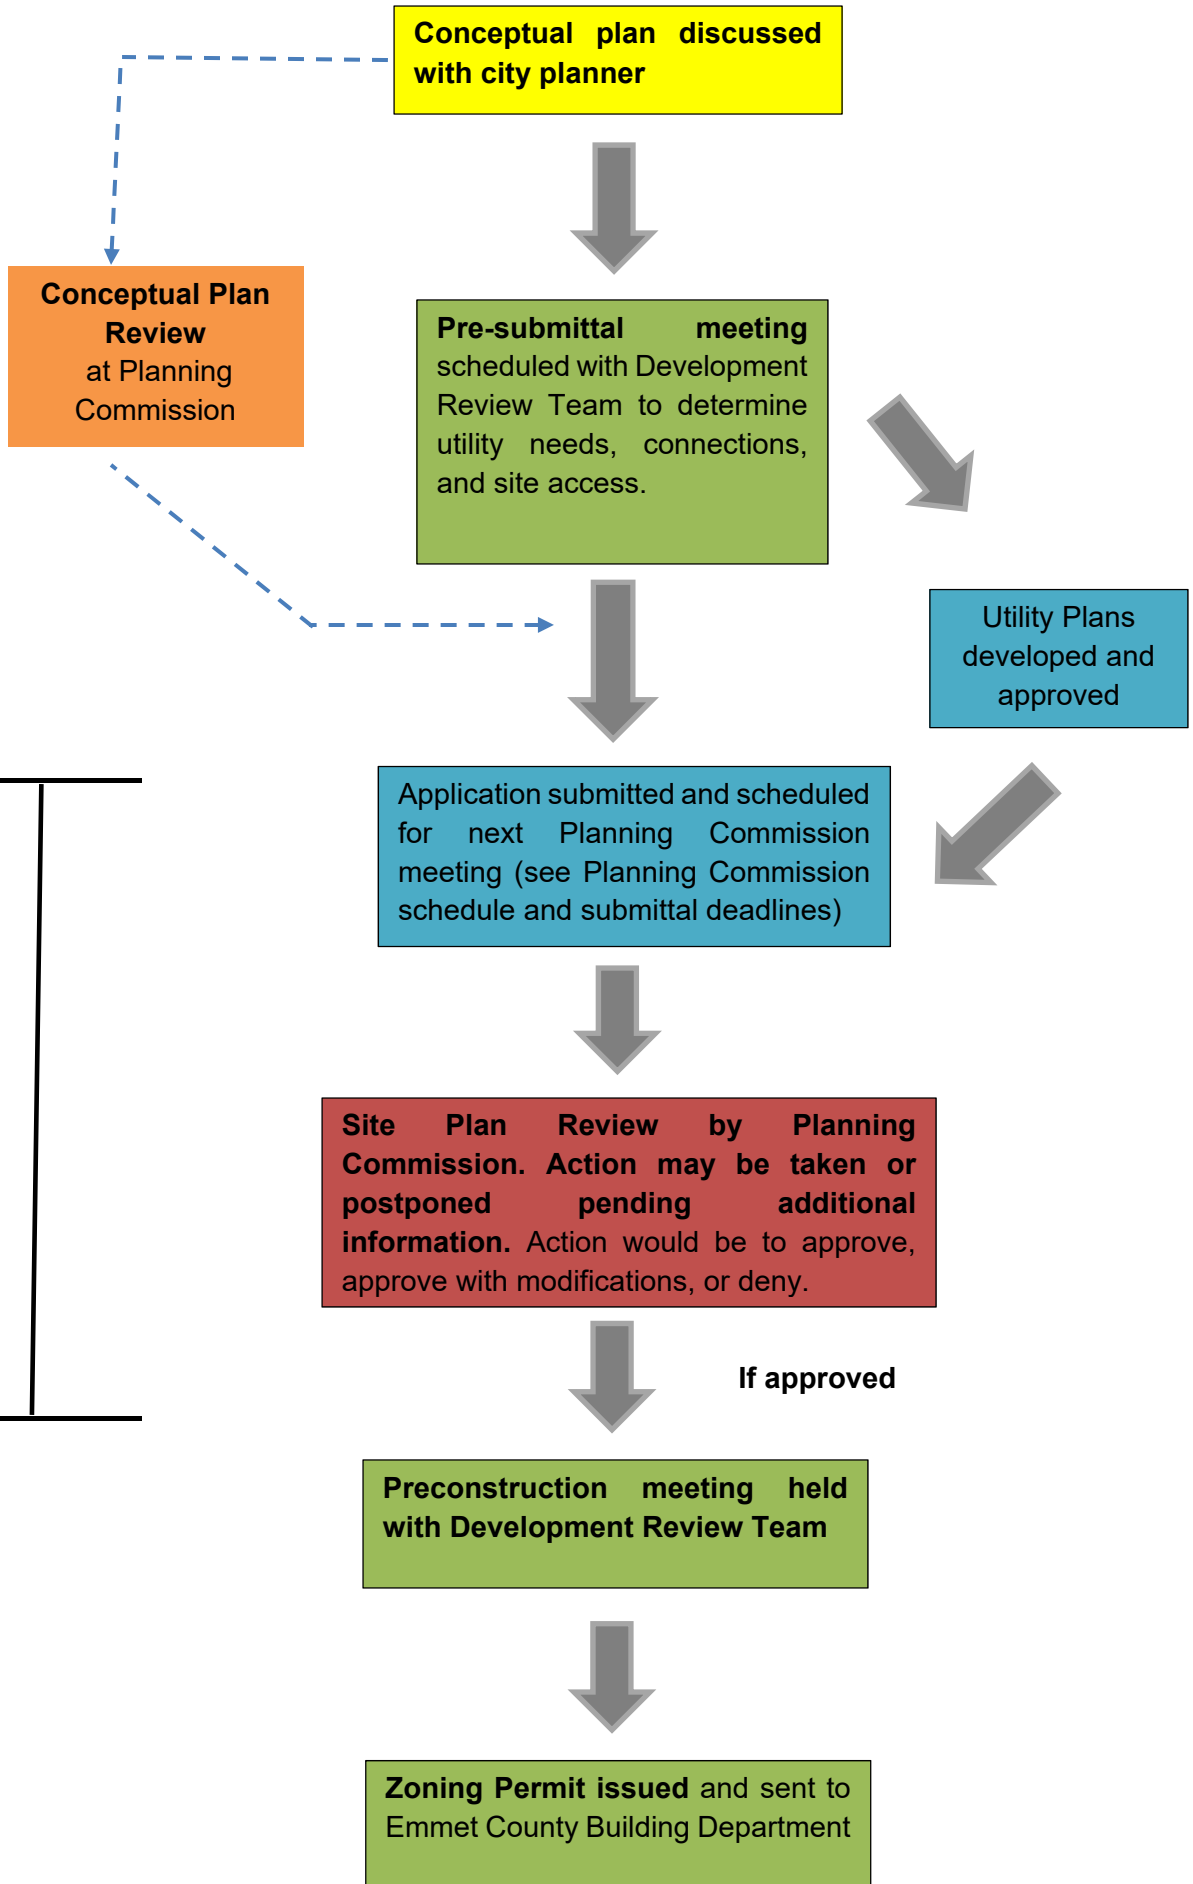 Conceptual plan discussed
with city planner
Conceptual Plan
Review
at Planning
Commission
Pre-submittal meeting
scheduled with Development
Review Team to determine
utility needs, connections,
and site access.
Utility Plans
developed and
approved
Application submitted and scheduled
for next Planning Commission
meeting (see Planning Commission
schedule and submittal deadlines)
Site Plan Review by Planning
Commission. Action may be taken or
postponed pending additional
information. Action would be to approve,
approve with modifications, or deny.
If approved
Preconstruction meeting held
with Development Review Team
Zoning Permit issued and sent to
Emmet County Building Department